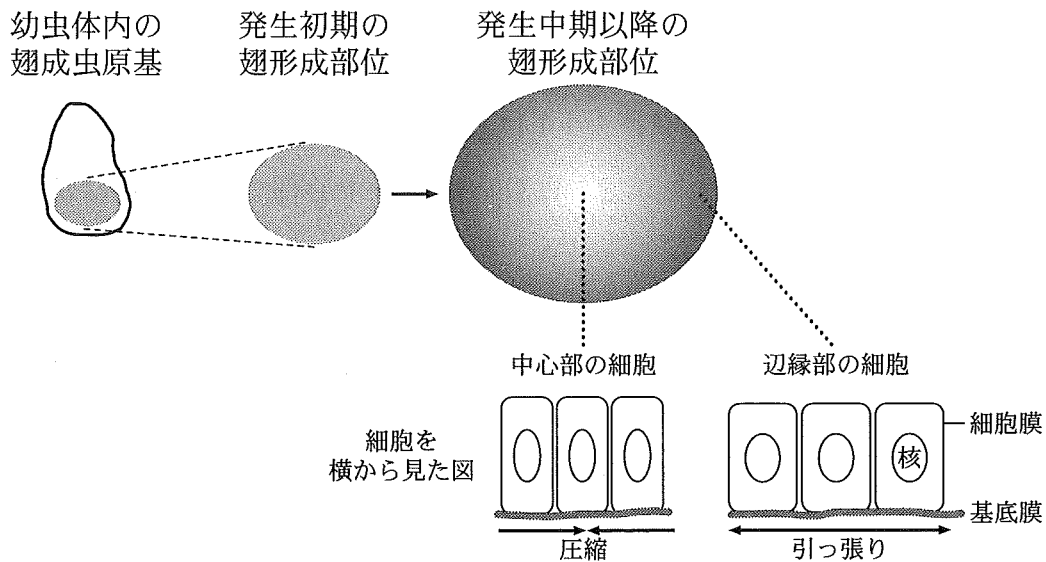 幼虫体内の
翅成虫原基
発生初期の
翅形成部位
発生中期以降の
翅形成部位
中心部の細胞
辺縁部の細胞
細胞を
横から見た図
核
細胞膜
基底膜
圧縮
引っ張り